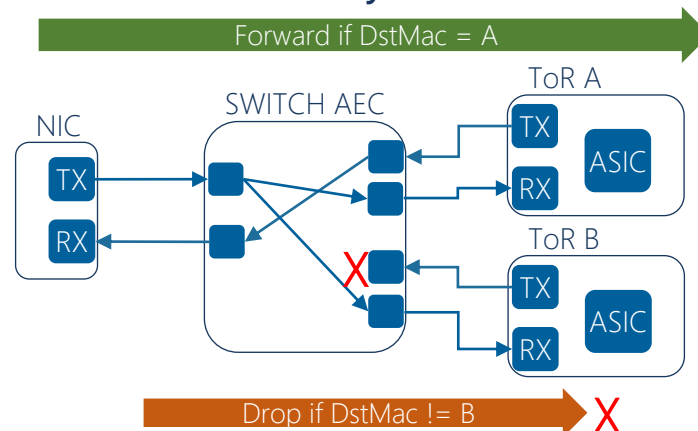 Forward if DstMac = A
ToR A
SWITCH AEC
NIC
TX
TX
ASIC
RX
RX
ToR B
X
TX
ASIC
RX
Drop if DstMac != B
X